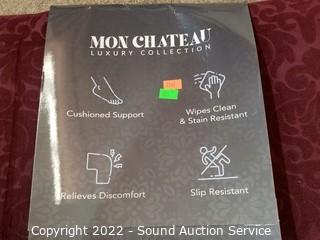 MON CHATEAU
LUXURY COLLECTION
Cushioned Support
Wipes Clean
& Stain Resistant
Relieves Discomfort
Slip Resistant
Copyright 2022 - Sound Auction Service